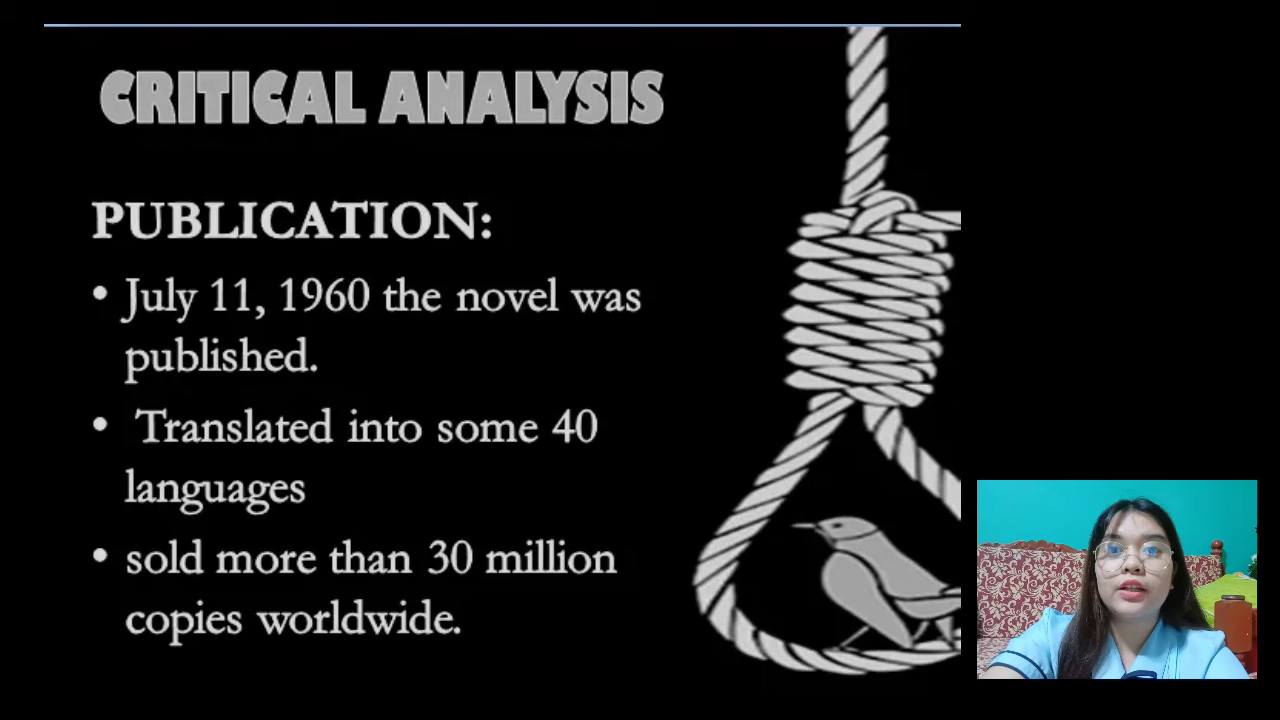 CRITICAL ANALYSIS
PUBLICATION:
• July 11, 1960 the novel was
published.
• Translated into some 40
languages
• sold more than 30 million
copies worldwide.